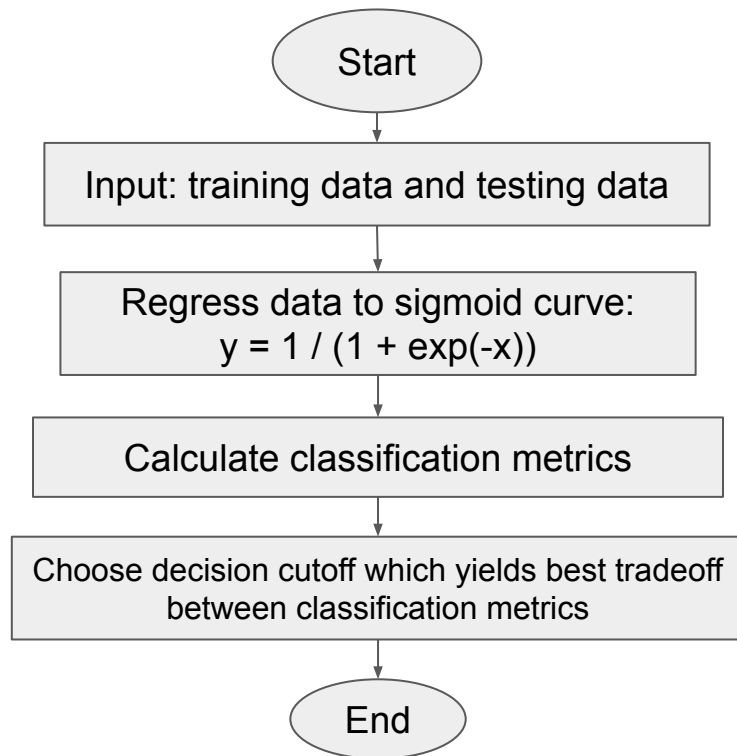 Start
Input: training data and testing data
Regress data to sigmoid curve:
y = 1 / (1 + exp(-x))
Calculate classification metrics
Choose decision cutoff which yields best tradeoff
between classification metrics
End